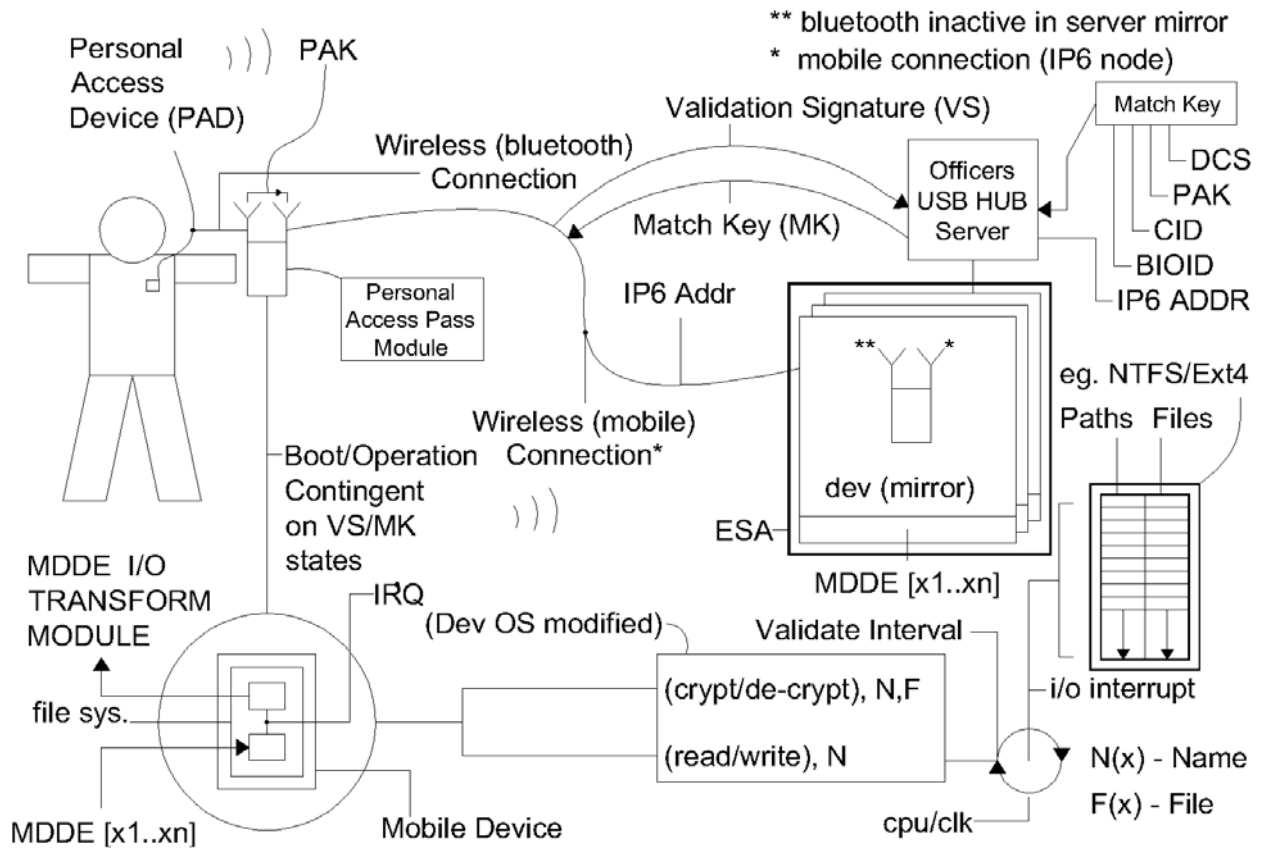 ** bluetooth inactive in server mirror
* mobile connection (IP6 node)
Personal
Access
Device (PAD)
PAK
Validation Signature (VS)
Match Key
Wireless (bluetooth)
Connection
Officers
USB HUB
Server
DCS
PAK
CID
BIOID
IP6 ADDR
Match Key (MK)
IP6 Addr
Personal
Access Pass
Module
** *
eg. NTFS/Ext4
Paths Files
Wireless (mobile)
Connection*
Boot/Operation
Contingent
on VS/MK
states
dev (mirror)
ESA
MDDE [x1..xn]
MDDE I/O
TRANSFORM
MODULE
IRQ
(Dev OS modified)
Validate Interval
(crypt/de-crypt), N,F
i/o interrupt
file sys.
(read/write), N
N(x) - Name
F(x) - File
MDDE [x1..xn]
Mobile Device
cpu/clk